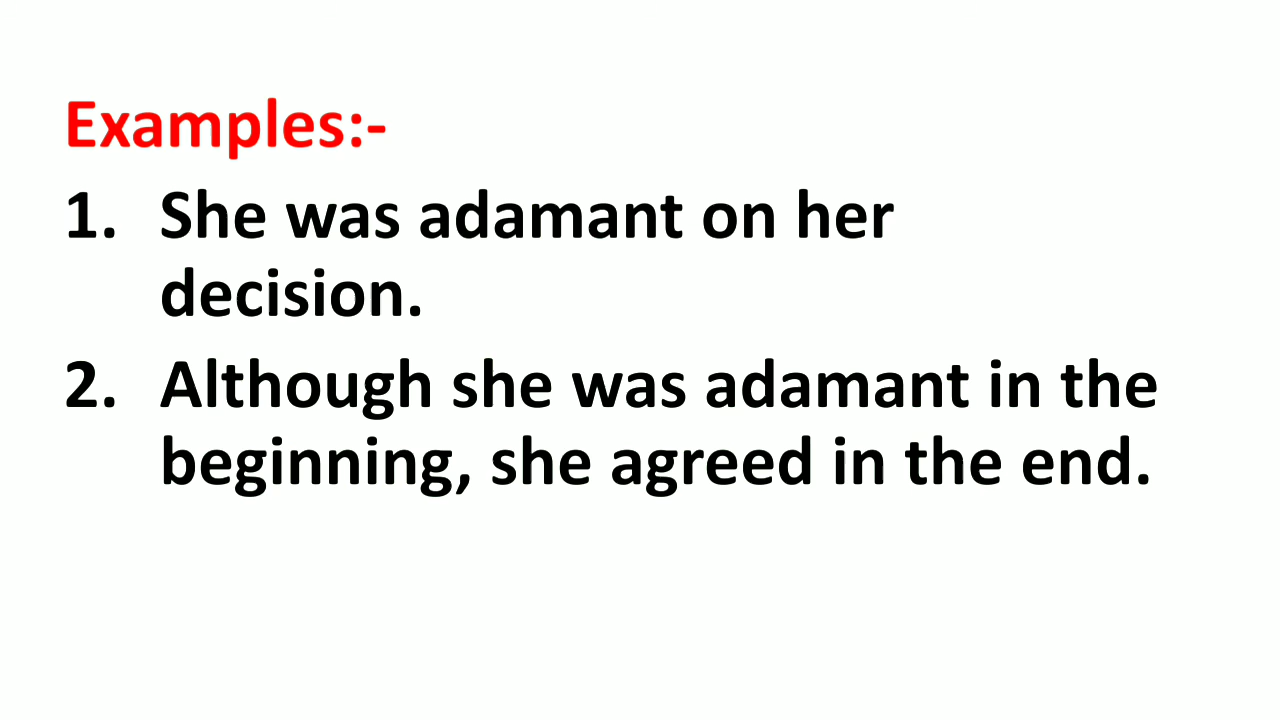 Examples:-
1. She was adamant on her
decision.
2. Although she was adamant in the
beginning, she agreed in the end.